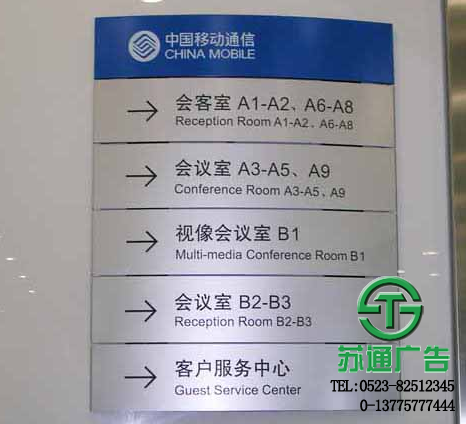 中国移动通信
CHINA MOBILE
会客室 A1-A2、A6-A8
Reception Room A1-A2、A6-A8
会议室 A3-A5、A9
Conference Room A3-A5、A9
视像会议室 B1
Multi-media Conference Room B1
会议室 B2-B3
Reception Room B2-B3
客户服务中心
Guest Service Center
苏通广告
TEL:0523-82512345
0-13775777444